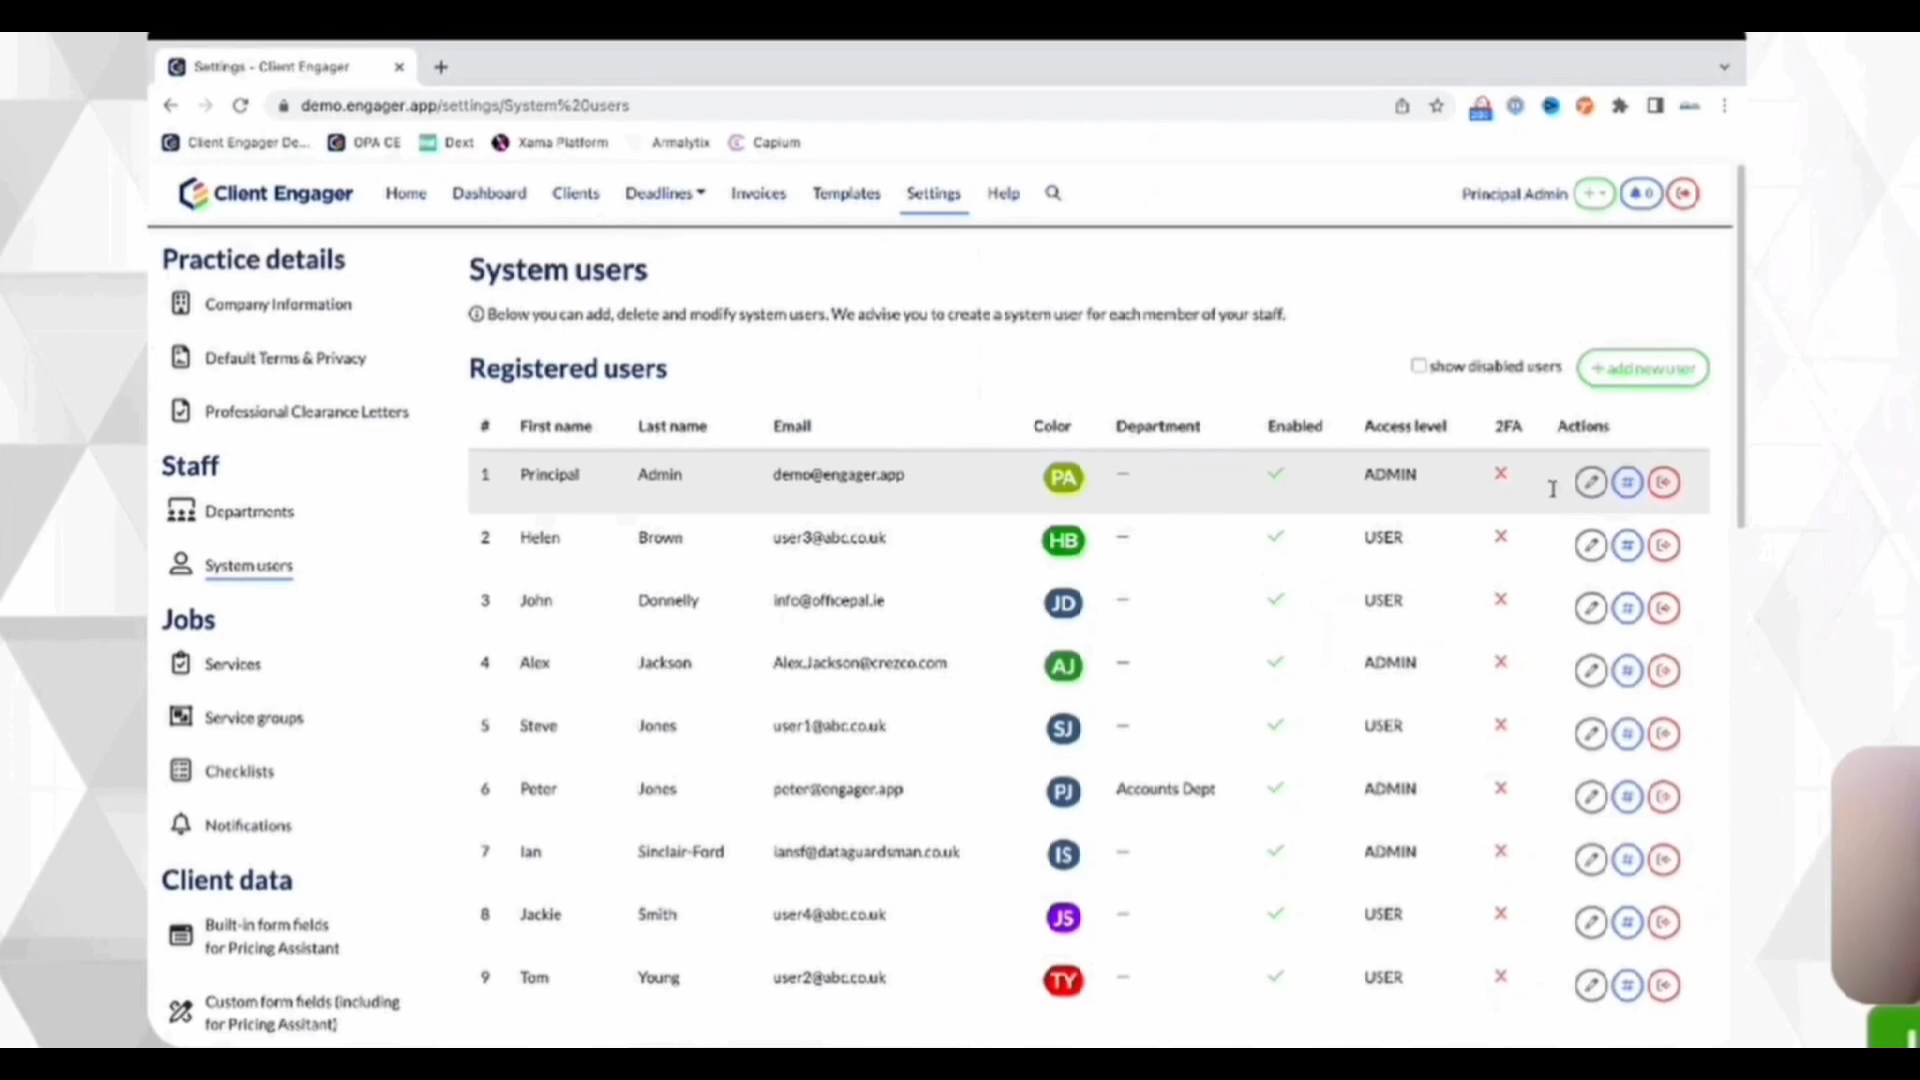 Settings - Client Engager
demo.engager.app/settings/System%20users
Client Engager De... OPA CE Dext Xama Platform Armalytix Capium
Client Engager Home Dashboard Clients Deadlines Invoices Templates Settings Help Principal Admin 0
Practice details
Company Information
Default Terms & Privacy
Professional Clearance Letters
Staff
Departments
System users
Jobs
Services
Service groups
Checklists
Notifications
Client data
Built-in form fields
for Pricing Assistant
Custom form fields (including
for Pricing Assitant)
System users
Below you can add, delete and modify system users. We advise you to create a system user for each member of your staff.
Registered users show disabled users + add new user
# First name Last name Email Color Department Enabled Access level 2FA Actions
1 Principal Admin demo@engager.app PA — ADMIN
2 Helen Brown user3@abc.co.uk HB — USER
3 John Donnelly info@officepal.ie JD — USER
4 Alex Jackson Alex.Jackson@crezco.com AJ — ADMIN
5 Steve Jones user1@abc.co.uk SJ — USER
6 Peter Jones peter@engager.app PJ Accounts Dept ADMIN
7 Ian Sinclair-Ford iansf@dataguardsman.co.uk IS — ADMIN
8 Jackie Smith user4@abc.co.uk JS — USER
9 Tom Young user2@abc.co.uk TY — USER